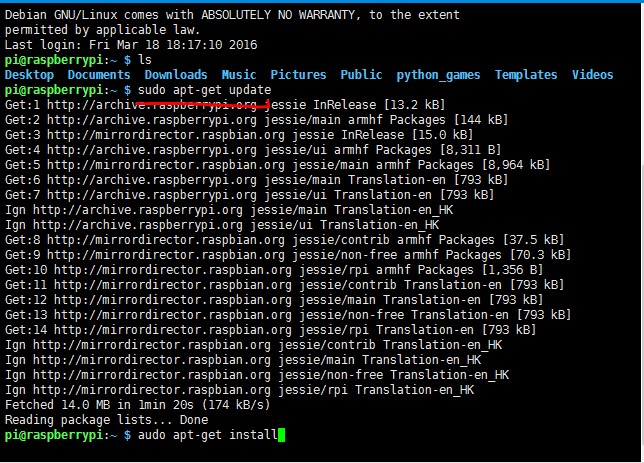 Debian GNU/Linux comes with ABSOLUTELY NO WARRANTY, to the extent
permitted by applicable law.
Last login: Fri Mar 18 18:17:10 2016
pi@raspberrypi:~ $ ls
Desktop  Documents  Downloads  Music  Pictures  Public  python_games  Templates  Videos
pi@raspberrypi:~ $ sudo apt-get update
Get:1 http://archive.raspberrypi.org jessie InRelease [13.2 kB]
Get:2 http://archive.raspberrypi.org jessie/main armhf Packages [144 kB]
Get:3 http://mirrordirector.raspbian.org jessie InRelease [15.0 kB]
Get:4 http://archive.raspberrypi.org jessie/ui armhf Packages [8,311 B]
Get:5 http://mirrordirector.raspbian.org jessie/main armhf Packages [8,964 kB]
Get:6 http://archive.raspberrypi.org jessie/main Translation-en [793 kB]
Get:7 http://archive.raspberrypi.org jessie/ui Translation-en [793 kB]
Ign http://archive.raspberrypi.org jessie/main Translation-en_HK
Ign http://archive.raspberrypi.org jessie/ui Translation-en_HK
Get:8 http://mirrordirector.raspbian.org jessie/contrib armhf Packages [37.5 kB]
Get:9 http://mirrordirector.raspbian.org jessie/non-free armhf Packages [70.3 kB]
Get:10 http://mirrordirector.raspbian.org jessie/rpi armhf Packages [1,356 B]
Get:11 http://mirrordirector.raspbian.org jessie/contrib Translation-en [793 kB]
Get:12 http://mirrordirector.raspbian.org jessie/main Translation-en [793 kB]
Get:13 http://mirrordirector.raspbian.org jessie/non-free Translation-en [793 kB]
Get:14 http://mirrordirector.raspbian.org jessie/rpi Translation-en [793 kB]
Ign http://mirrordirector.raspbian.org jessie/contrib Translation-en_HK
Ign http://mirrordirector.raspbian.org jessie/main Translation-en_HK
Ign http://mirrordirector.raspbian.org jessie/non-free Translation-en_HK
Ign http://mirrordirector.raspbian.org jessie/rpi Translation-en_HK
Fetched 14.0 MB in 1min 20s (174 kB/s)
Reading package lists... Done
pi@raspberrypi:~ $ audo apt-get install